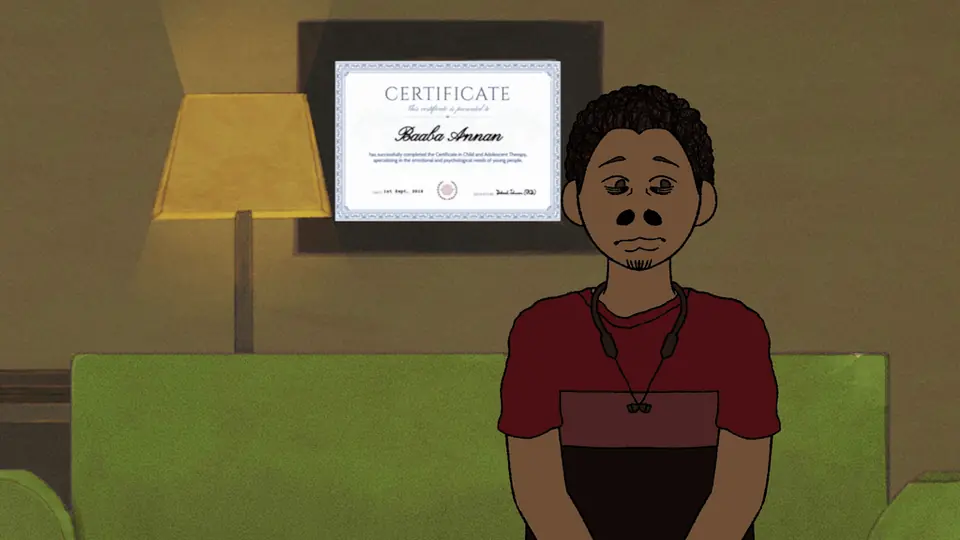 CERTIFICATE
this certificate is presented to
Baaba Annan
has successfully completed the Certificate in Child and Adolescent Therapy,
specialising in the emotional and psychological needs of young people.
1st Sept, 2016